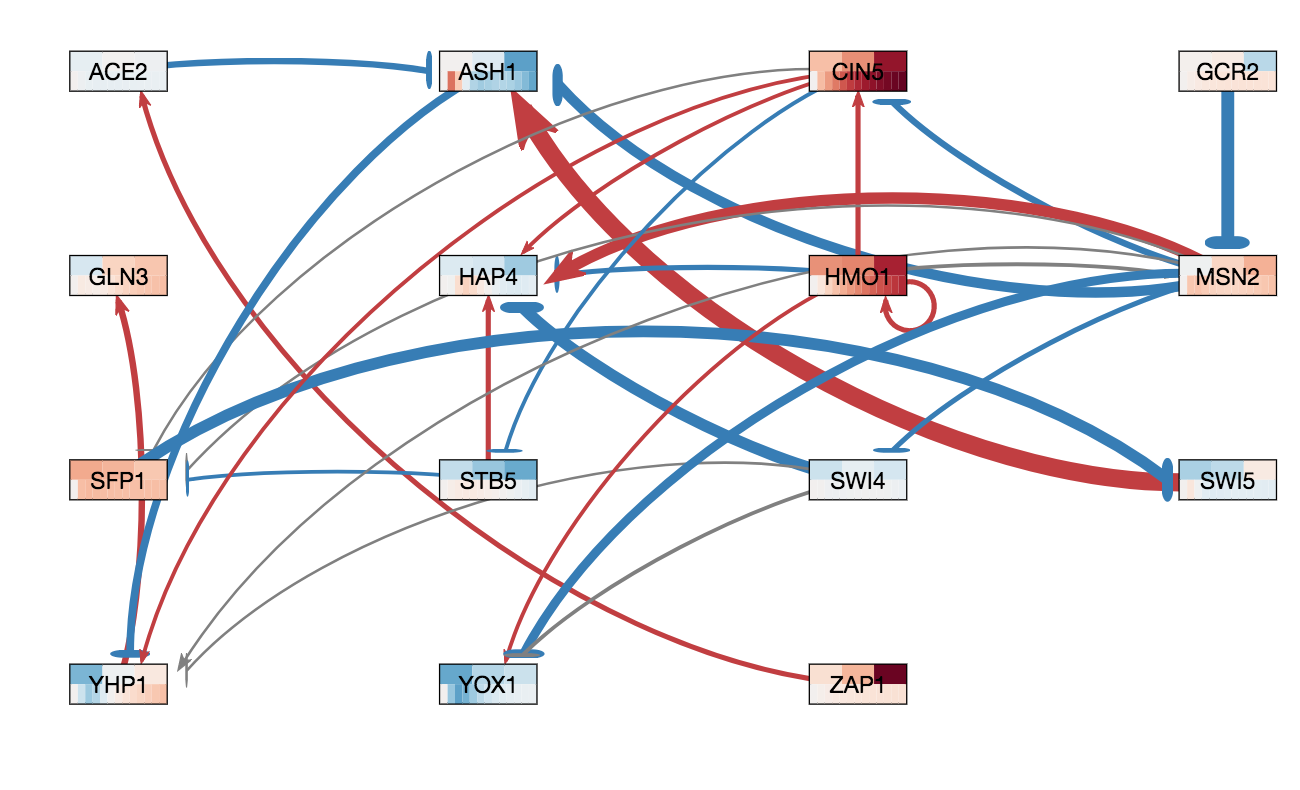 ACE2 ASH1 CIN5 GCR2
GLN3 HAP4 HMO1 MSN2
SFP1 STB5 SWI4 SWI5
YHP1 YOX1 ZAP1